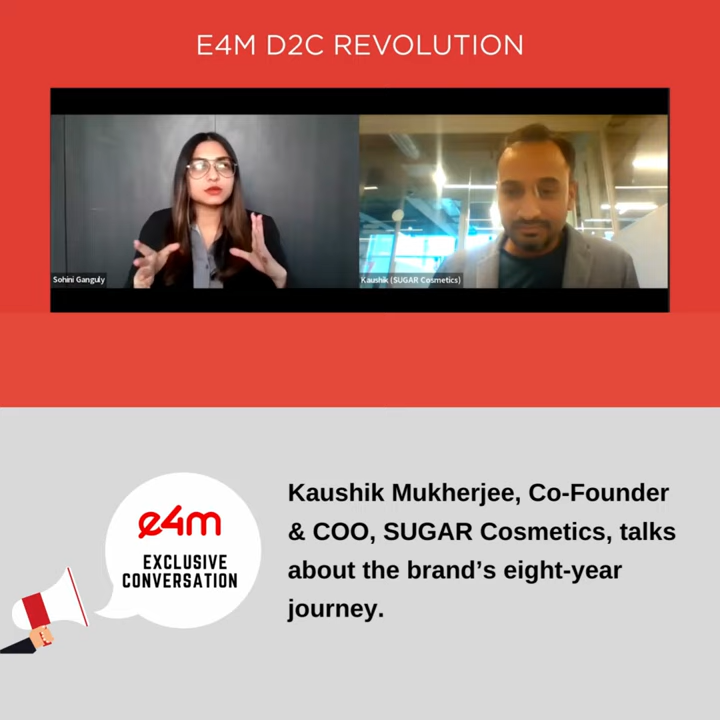 E4M D2C REVOLUTION
Sohini Ganguly
Kaushik (SUGAR Cosmetics)
e4m
EXCLUSIVE
CONVERSATION
Kaushik Mukherjee, Co-Founder
& COO, SUGAR Cosmetics, talks
about the brand’s eight-year
journey.